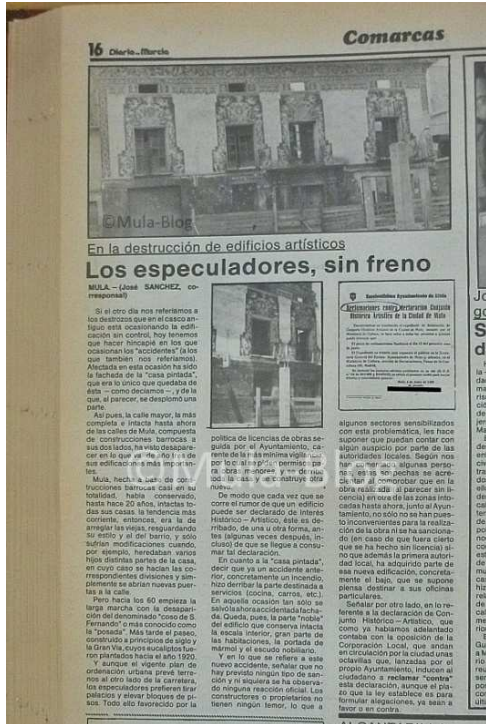 Comarcas
16 Diario de Murcia
©Mula-Blog
En la destrucción de edificios artísticos
Los especuladores, sin freno
MULA. — (José SANCHEZ, corresponsal)
Si el otro día nos referíamos a
los destrozos que en el casco antiguo
está ocasionando la edificación
sin control, hoy tenemos
que hacer hincapié en los que
ocasionan los "accidentes" (a los
que también nos referíamos).
Afectada en esta ocasión ha sido
la fachada de la "casa pintada",
que era lo único que quedaba de
ésta — como decíamos —, y de la
que, al parecer, se desplomó una
parte.
Así pues, la calle mayor, la más
completa e intacta hasta ahora
de las calles de Mula, compuesta
de construcciones barrocas a
sus dos lados, ha visto desaparecer
Mula, hecha
trucciones barrocas casi en su
totalidad, había conservado,
hasta hace 20 años, intactas todas
sus casas. la tendencia más
corriente, entonces, era la de
arreglar las viejas, resguardando
su estilo y el del barrio, y sólo
sufrían modificaciones cuando,
por ejemplo, heredaban varios
hijos distintas partes de la casa,
en cuyo caso se hacían las correspondientes
divisiones y simplemente
se abrían nuevas puertas
a la calle.
Pero hacia los 60 empieza la
larga marcha con la desaparición
del denominado "coso de S.
Fernando" o mas conocido como
la "posada". Más tarde el paseo,
construido a principios de siglo y
la Gran Vía, cuyos eucaliptus fueron
plantados hacia el año 1920.
Y aunque el vigente plan de
ordenación urbana prevé terrenos
al otro lado de la carretera,
los especuladores prefieren tirar
palacios y elevar bloques de pisos.
Todo ello favorecido por la
política de licencias de obras seguida
por el Ayuntamiento, carente
de la más mínima vigilancia,
por lo que
ra obras menores, y se derriba
toda la
nueva.
De modo que cada vez que se
corre el rumor de que un edificio
puede ser declarado de interés
Histórico – Artístico, este es derribado,
de una u otra forma, antes
(algunas veces después, incluso)
de que se llegue a consumar
tal declaración.
En cuanto a la "casa pintada",
decir que ya un accidente anterior,
concretamente un incendio,
hizo derribar la parte destinada a
servicios (cocina, carros, etc.).
En aquella ocasión tan sólo se
salvó la ahora accidentada fachada.
Queda, pues, la parte "noble"
del edificio que conserva intacta
la escala interior, gran parte de
las habitaciones, la portada de
mármol y el escudo nobiliario.
Y en lo que se refiere a este
nuevo accidente, señalar que no
hay previsto ningún tipo de sanción
y ni siquiera se ha observado
ninguna reacción oficial. Los
constructores o propietarios no
tienen ningún temor, lo que a
Excelentísimo Ayuntamiento de Mula
Reclamaciones contra Declaración Conjunto
Histórico Artístico de la Ciudad de Mula
algunos sectores sensibilizados
con esta problemática, les hace
suponer que puedan contar con
algún auspicio por parte de las
autoridades locales. Según nos
algunas personas,
estas sospechas se acrecientan
al comprobar que en la
obra realizada (al parecer sin licencia)
en una de las zonas intocadas
hasta ahora, junto al Ayuntamiento,
no sólo no se han puesto
inconvenientes para la realización
de la obra ni se ha sancionado
(en caso de que fuera cierto
que se ha hecho sin licencia) sino
que además la primera autoridad
local, ha adquirido parte de
esa nueva edificación, concretamente
el bajo, que se supone
piensa destinar a sus oficinas
particulares.
Señalar por otro lado, en lo referente
a la declaración de Conjunto
Histórico – Artístico, que
como ya habíamos adelantado
contaba con la oposición de la
Corporación Local, que andan
en circulación por la ciudad unas
octavillas que, lanzadas por el
propio Ayuntamiento, inducen al
ciudadano a reclamar "contra"
esta declaración, aunque el plazo
que la ley establece es para
formular alegaciones, ya sean a
favor o en contra.
©Mula-Blog